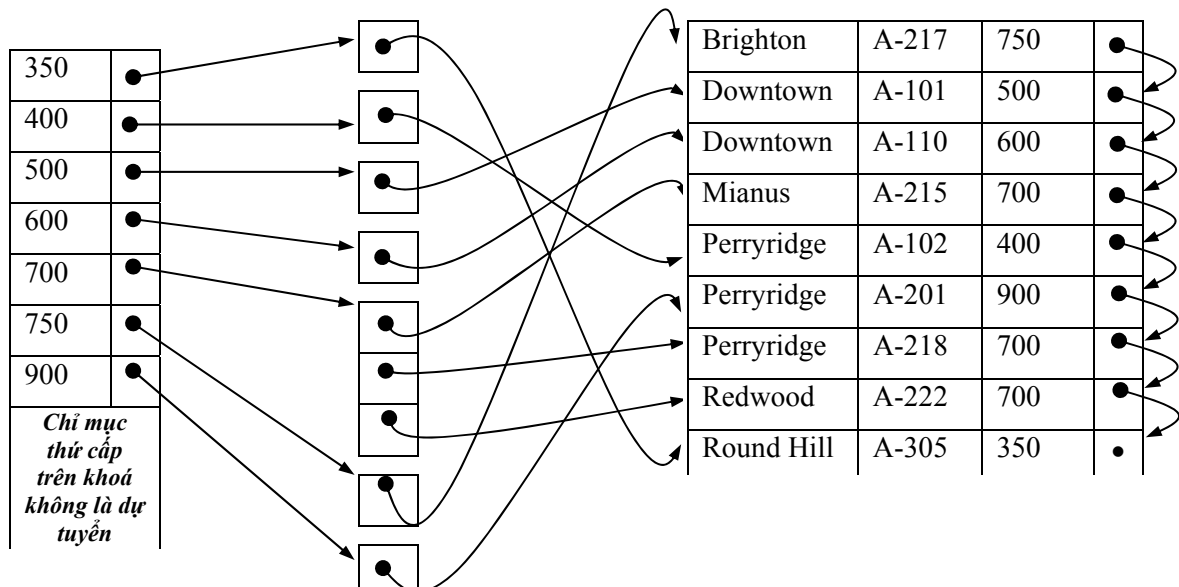 350
400
500
600
700
750
900
Chỉ mục
thứ cấp
trên khoá
không là dự
tuyển
Brighton A-217 750
Downtown A-101 500
Downtown A-110 600
Mianus A-215 700
Perryridge A-102 400
Perryridge A-201 900
Perryridge A-218 700
Redwood A-222 700
Round Hill A-305 350